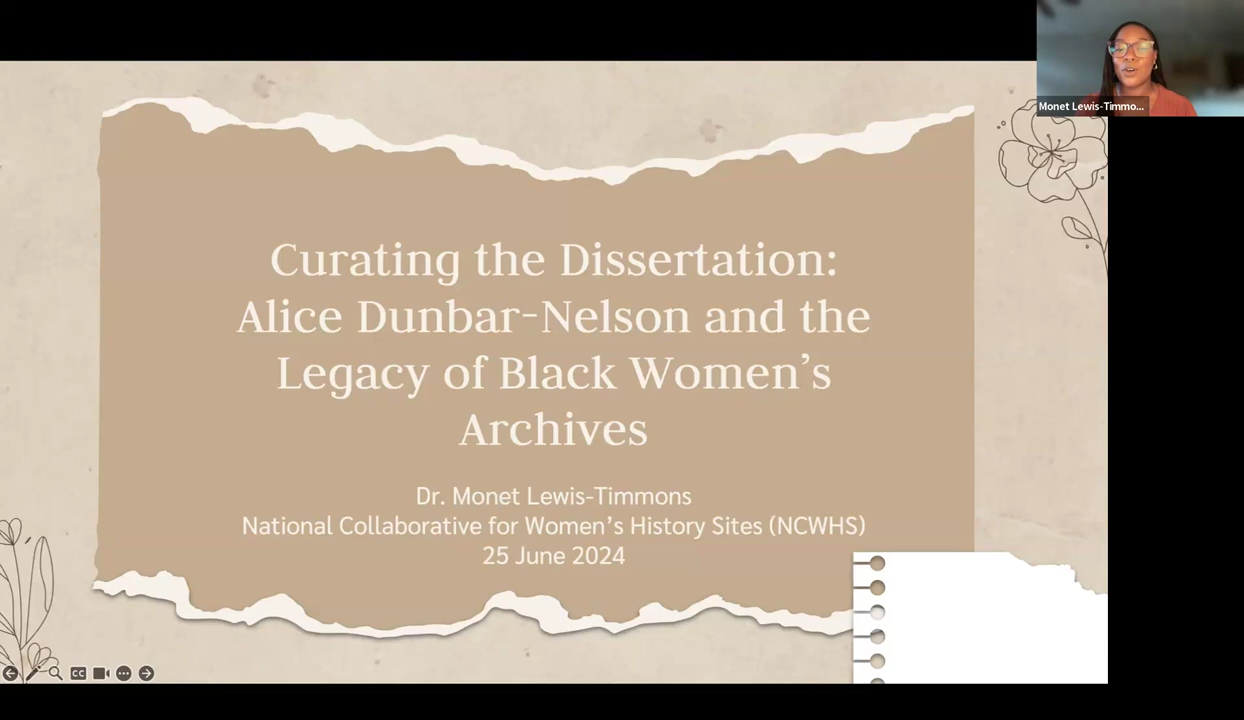 Monet Lewis-Timmo...
Curating the Dissertation:
Alice Dunbar-Nelson and the
Legacy of Black Women’s
Archives
Dr. Monet Lewis-Timmons
National Collaborative for Women’s History Sites (NCWHS)
25 June 2024
CC